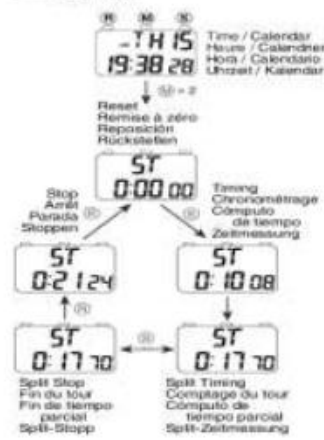 R M S
TH 15
19:38 28
Time / Calendar
Heure / Calendrier
Hora / Calendario
Uhrzeit / Kalendar
M × 2
Reset
Remise à zéro
Reposición
Rückstellen
ST
0:00 00
Stop
Arrêt
Parada
Stoppen
R
S
Timing
Chronométrage
Cómputo
de tiempo
Zeitmessung
ST
0:21 24
ST
0:10 08
R
ST
0:17 70
S
ST
0:17 70
Split Stop
Fin du tour
Fin de tiempo
parcial
Split-Stopp
Split Timing
Comptage du tour
Cómputo de
tiempo parcial
Split-Zeitmessung